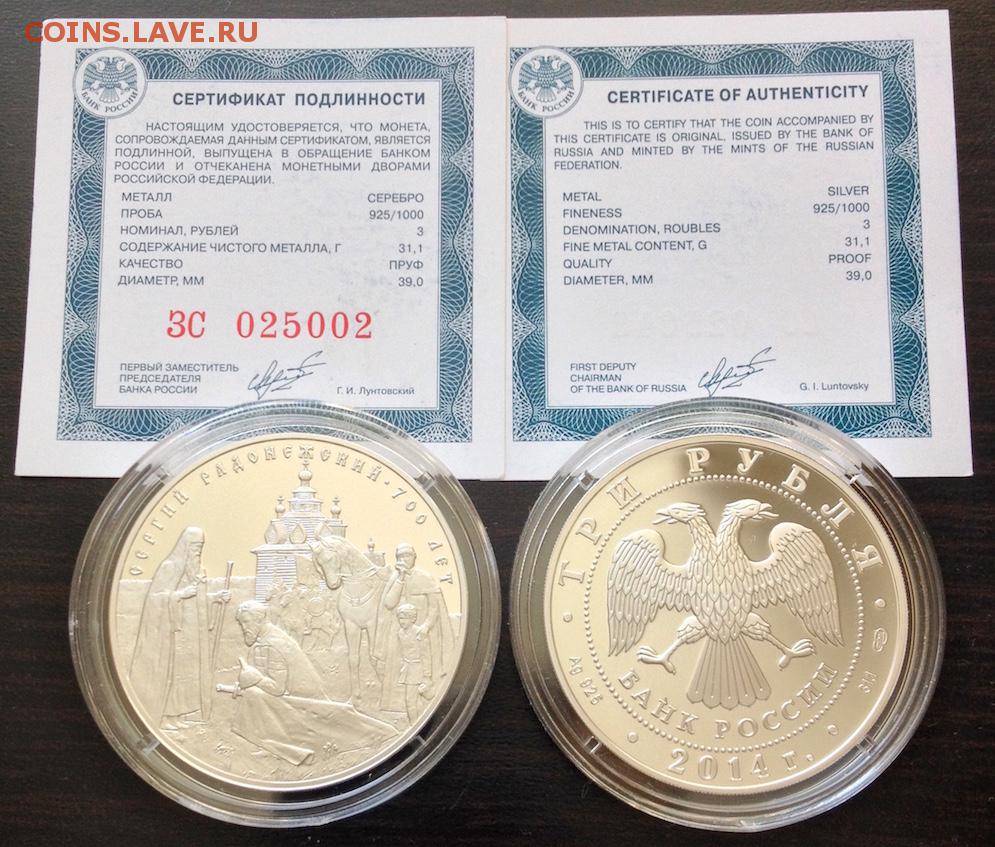 COINS.LAVE.RU
БАНК РОССИИ
СЕРТИФИКАТ ПОДЛИННОСТИ
НАСТОЯЩИМ УДОСТОВЕРЯЕТСЯ, ЧТО МОНЕТА,
СОПРОВОЖДАЕМАЯ ДАННЫМ СЕРТИФИКАТОМ, ЯВЛЯЕТСЯ
ПОДЛИННОЙ, ВЫПУЩЕНА В ОБРАЩЕНИЕ БАНКОМ
РОССИИ И ОТЧЕКАНЕНА МОНЕТНЫМИ ДВОРАМИ
РОССИЙСКОЙ ФЕДЕРАЦИИ.
МЕТАЛЛ СЕРЕБРО
ПРОБА 925/1000
НОМИНАЛ, РУБЛЕЙ 3
СОДЕРЖАНИЕ ЧИСТОГО МЕТАЛЛА, Г 31,1
КАЧЕСТВО ПРУФ
ДИАМЕТР, ММ 39,0
ЗС 025002
ПЕРВЫЙ ЗАМЕСТИТЕЛЬ
ПРЕДСЕДАТЕЛЯ
БАНКА РОССИИ
Г. И. Лунтовский
БАНК РОССИИ
CERTIFICATE OF AUTHENTICITY
THIS IS TO CERTIFY THAT THE COIN ACCOMPANIED BY
THIS CERTIFICATE IS ORIGINAL, ISSUED BY THE BANK OF
RUSSIA AND MINTED BY THE MINTS OF THE RUSSIAN
FEDERATION.
METAL SILVER
FINENESS 925/1000
DENOMINATION, ROUBLES 3
FINE METAL CONTENT, G 31,1
QUALITY PROOF
DIAMETER, MM 39,0
FIRST DEPUTY
CHAIRMAN
OF THE BANK OF RUSSIA
G. I. Luntovsky
СЕРГИЙ РАДОНЕЖСКИЙ·700 ЛЕТ
ТРИ РУБЛЯ
Ag 925
БАНК РОССИИ
31,1
2014 г.